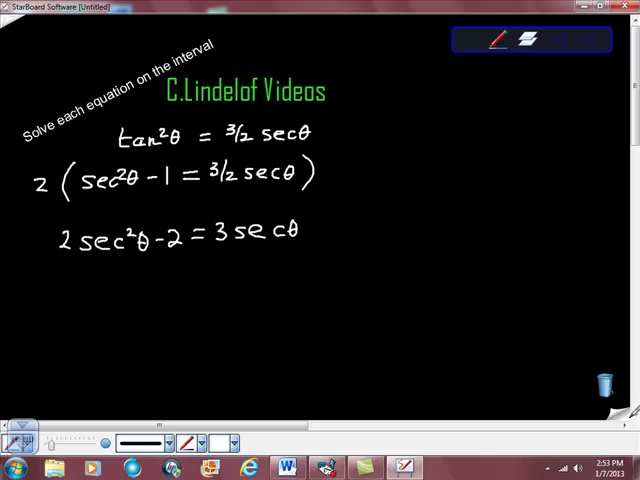 StarBoard Software [Untitled]
Solve each equation on the interval
C.Lindelof Videos
tan²θ = 3/2 secθ
2 ( sec²θ - 1 = 3/2 secθ )
2 sec²θ - 2 = 3 secθ
MENU
2:53 PM
1/7/2013